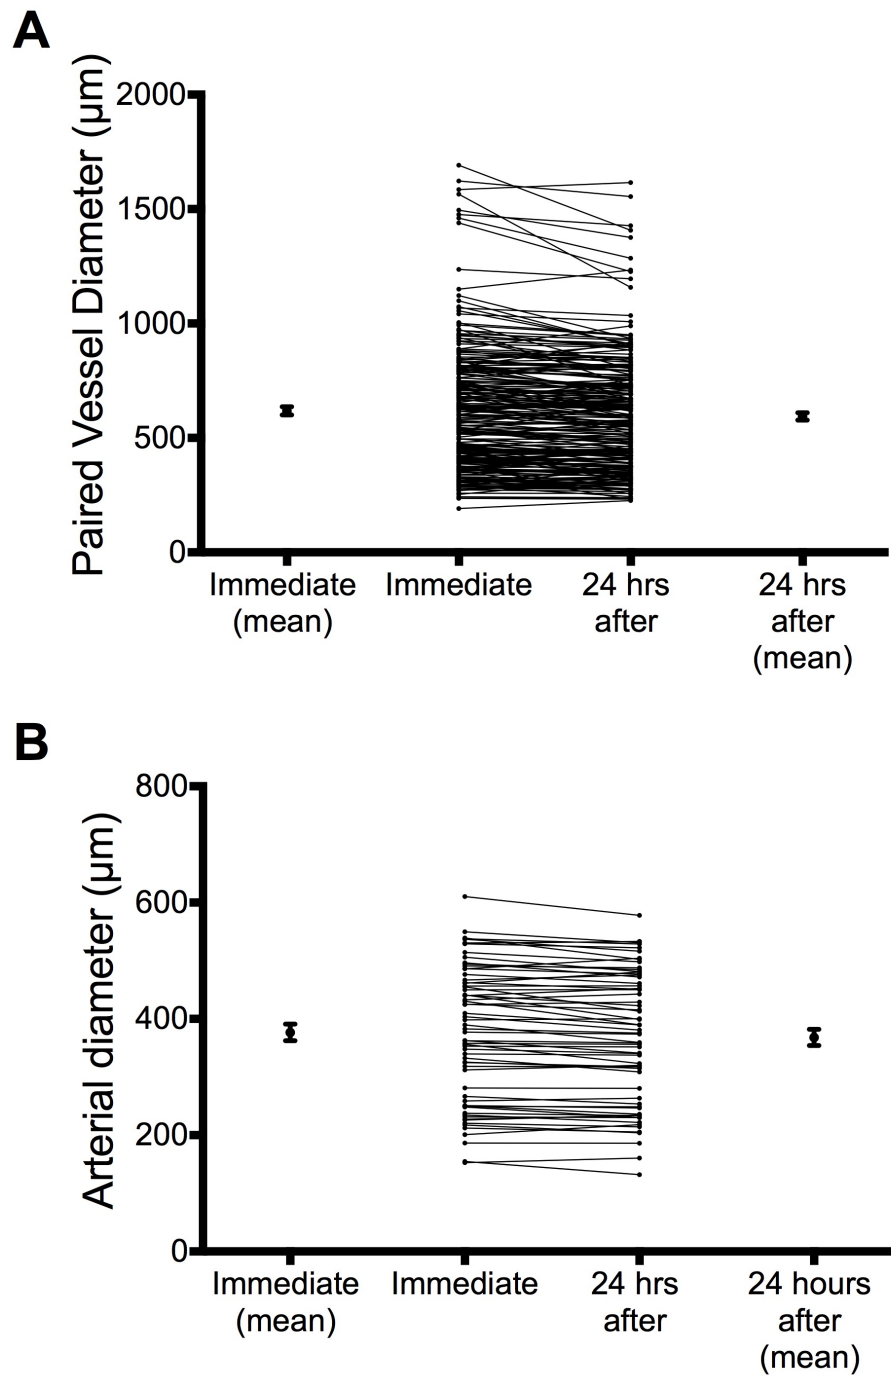 A
Paired Vessel Diameter (μm)
2000
1500
1000
500
0
Immediate
(mean)
Immediate
24 hrs
after
24 hrs
after
(mean)
B
Arterial diameter (μm)
800
600
400
200
0
Immediate
(mean)
Immediate
24 hrs
after
24 hours
after
(mean)